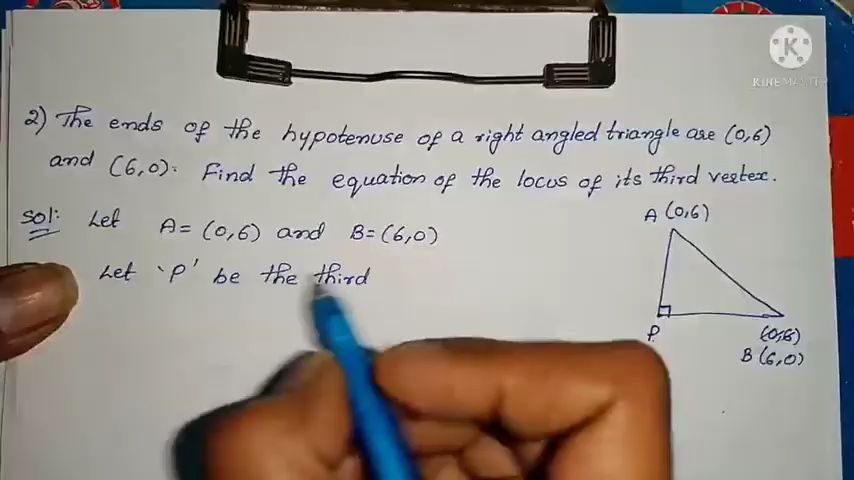 2) The ends of the hypotenuse of a right angled triangle are (0,6)
and (6,0). Find the equation of the locus of its third vertex.
Sol: Let A= (0,6) and B= (6,0)
Let 'P' be the third
A (0,6)
P
(0,6)
B (6,0)
K
KINEMASTER